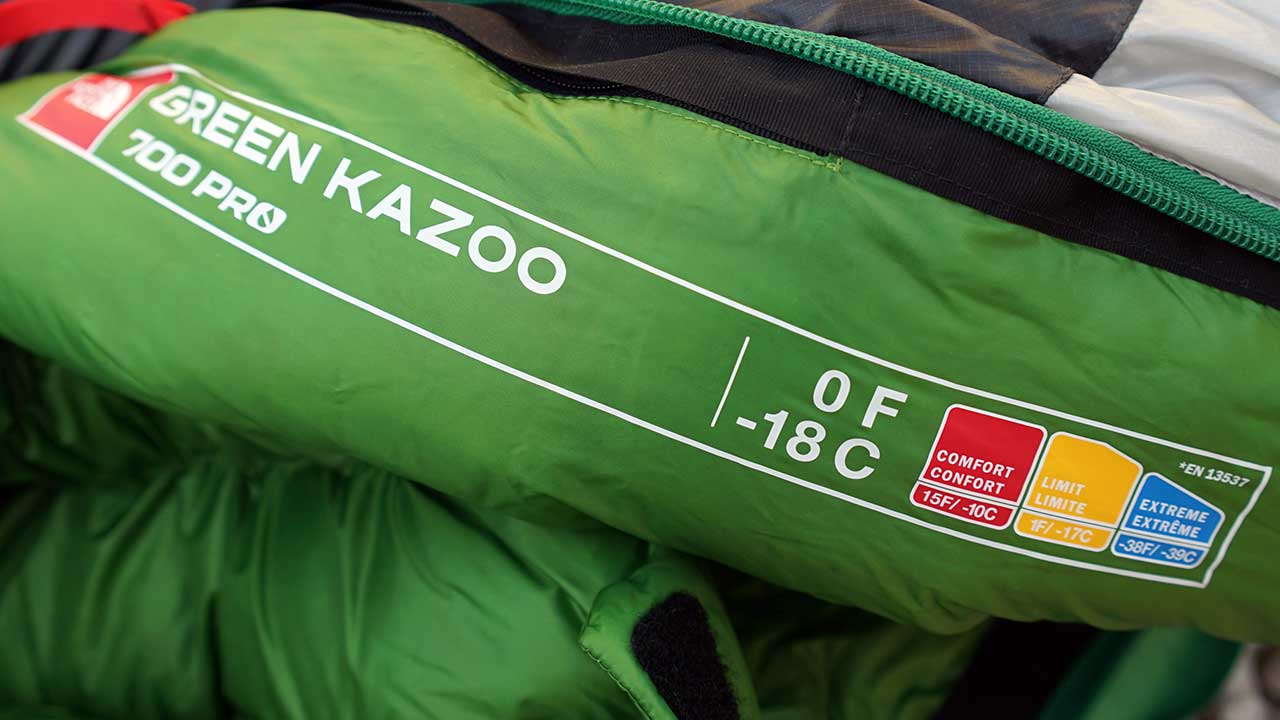 GREEN KAZOO
700 PRO
0 F
-18 C
COMFORT
CONFORT
15F/ -10C
LIMIT
LIMITE
1F/ -17C
EXTREME
EXTRÊME
-38F/ -39C
*EN 13537